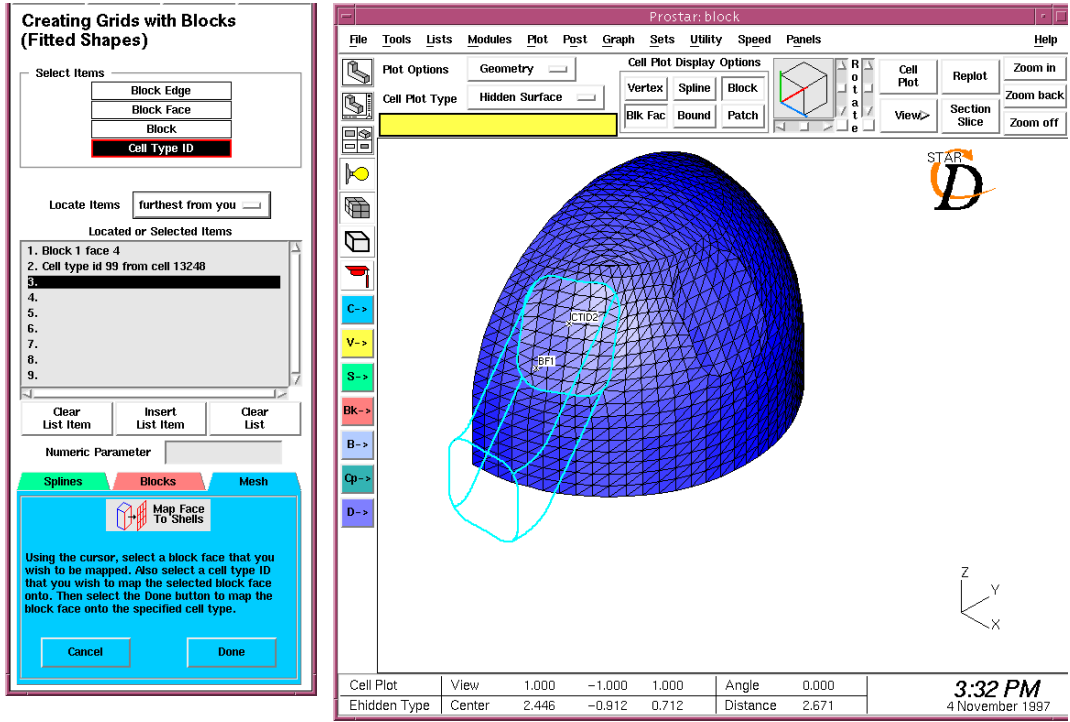 Creating Grids with Blocks
(Fitted Shapes)
Select Items
Block Edge
Block Face
Block
Cell Type ID
Locate Items furthest from you
Located or Selected Items
1. Block 1 face 4
2. Cell type id 99 from cell 13248
3.
4.
5.
6.
7.
8.
9.
Clear List Item
Insert List Item
Clear List
Numeric Parameter
Splines Blocks Mesh
Map Face
To Shells
Using the cursor, select a block face that you
wish to be mapped. Also select a cell type ID
that you wish to map the selected block face
onto. Then select the Done button to map the
block face onto the specified cell type.
Cancel Done
Prostar: block
File Tools Lists Modules Plot Post Graph Sets Utility Speed Panels Help
Plot Options Geometry
Cell Plot Type Hidden Surface
Cell Plot Display Options
Vertex Spline Block
Blk Fac Bound Patch
Rotate
Cell Plot
Replot
Zoom in
Zoom back
View>
Section Slice
Zoom off
C->
V->
S->
Bk->
B->
Cp->
D->
STAR
D
CTID2
BF1
Z
Y
X
Cell Plot View 1.000 -1.000 1.000 Angle 0.000
Ehidden Type Center 2.446 -0.912 0.712 Distance 2.671
3:32 PM
4 November 1997